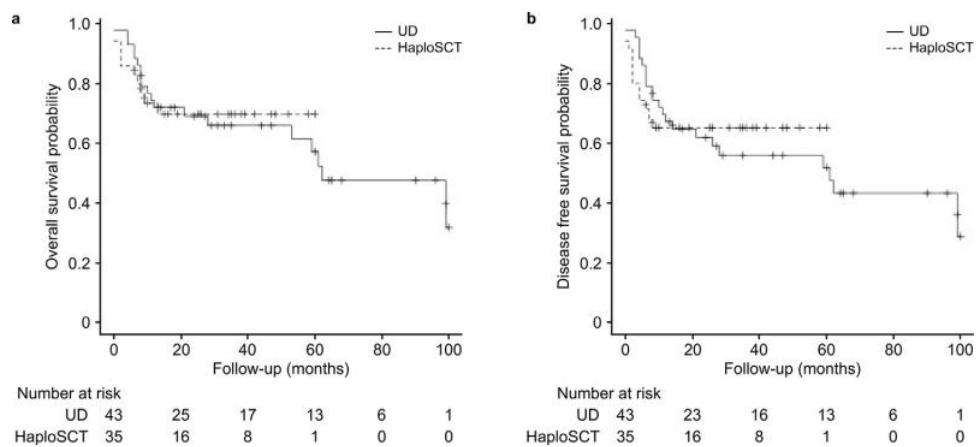 a
1.0
0.8
0.6
0.4
0.2
0
Overall survival probability
UD
HaploSCT
0 20 40 60 80 100
Follow-up (months)
Number at risk
UD 43 25 17 13 6 1
HaploSCT 35 16 8 1 0 0
b
1.0
0.8
0.6
0.4
0.2
0
Disease free survival probability
UD
HaploSCT
0 20 40 60 80 100
Follow-up (months)
Number at risk
UD 43 23 16 13 6 1
HaploSCT 35 16 8 1 0 0